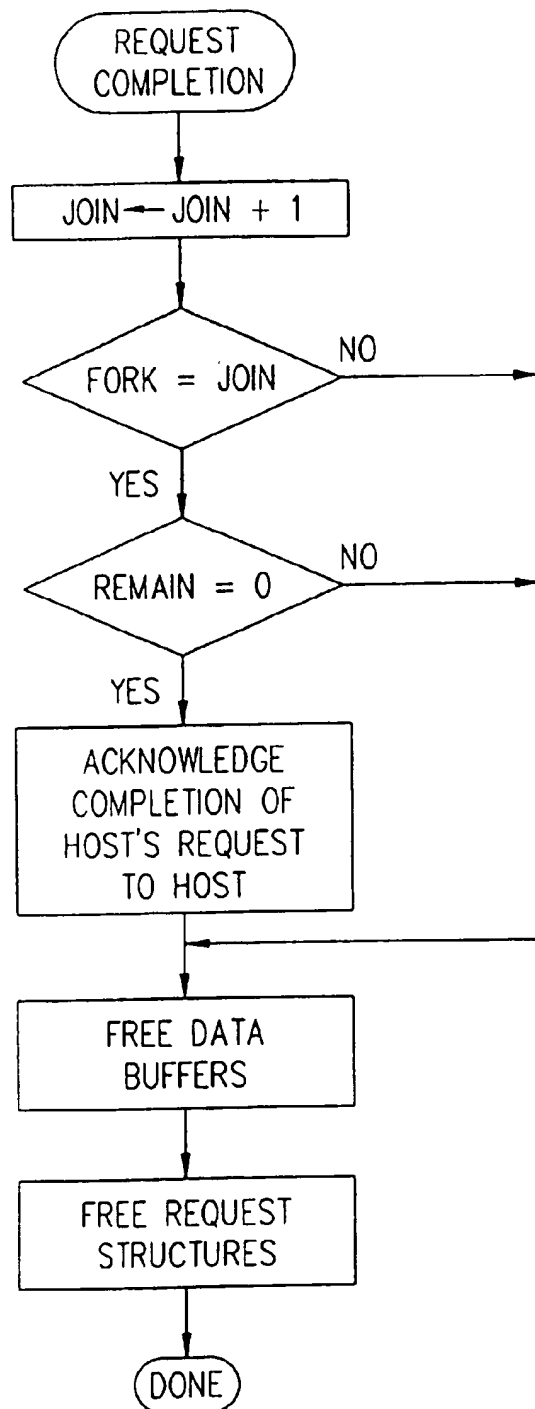 REQUEST
COMPLETION
JOIN ← JOIN + 1
FORK = JOIN
NO
YES
REMAIN = 0
NO
YES
ACKNOWLEDGE
COMPLETION OF
HOST'S REQUEST
TO HOST
FREE DATA
BUFFERS
FREE REQUEST
STRUCTURES
DONE